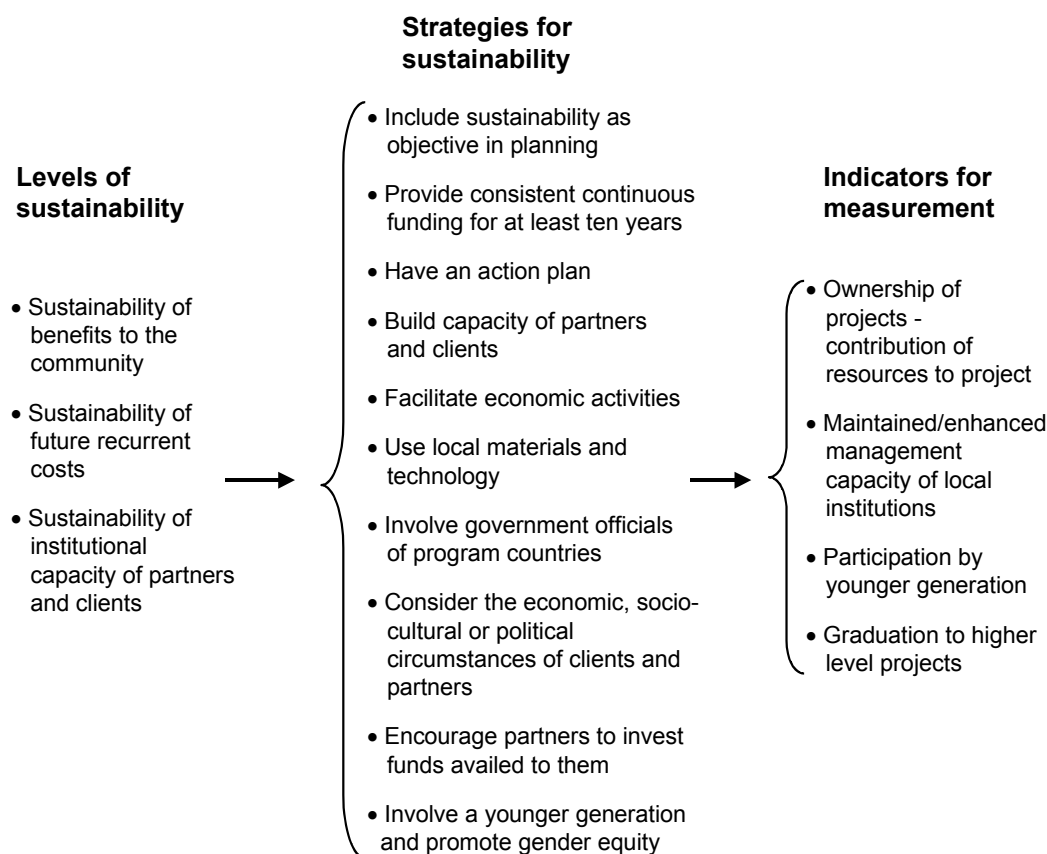 Strategies for
sustainability
• Include sustainability as
objective in planning
• Provide consistent continuous
funding for at least ten years
• Have an action plan
• Build capacity of partners
and clients
• Facilitate economic activities
• Use local materials and
technology
• Involve government officials
of program countries
• Consider the economic, socio-
cultural or political
circumstances of clients and
partners
• Encourage partners to invest
funds availed to them
• Involve a younger generation
and promote gender equity
Levels of
sustainability
• Sustainability of
benefits to the
community
• Sustainability of
future recurrent
costs
• Sustainability of
institutional
capacity of partners
and clients
Indicators for
measurement
• Ownership of
projects -
contribution of
resources to project
• Maintained/enhanced
management
capacity of local
institutions
• Participation by
younger generation
• Graduation to higher
level projects